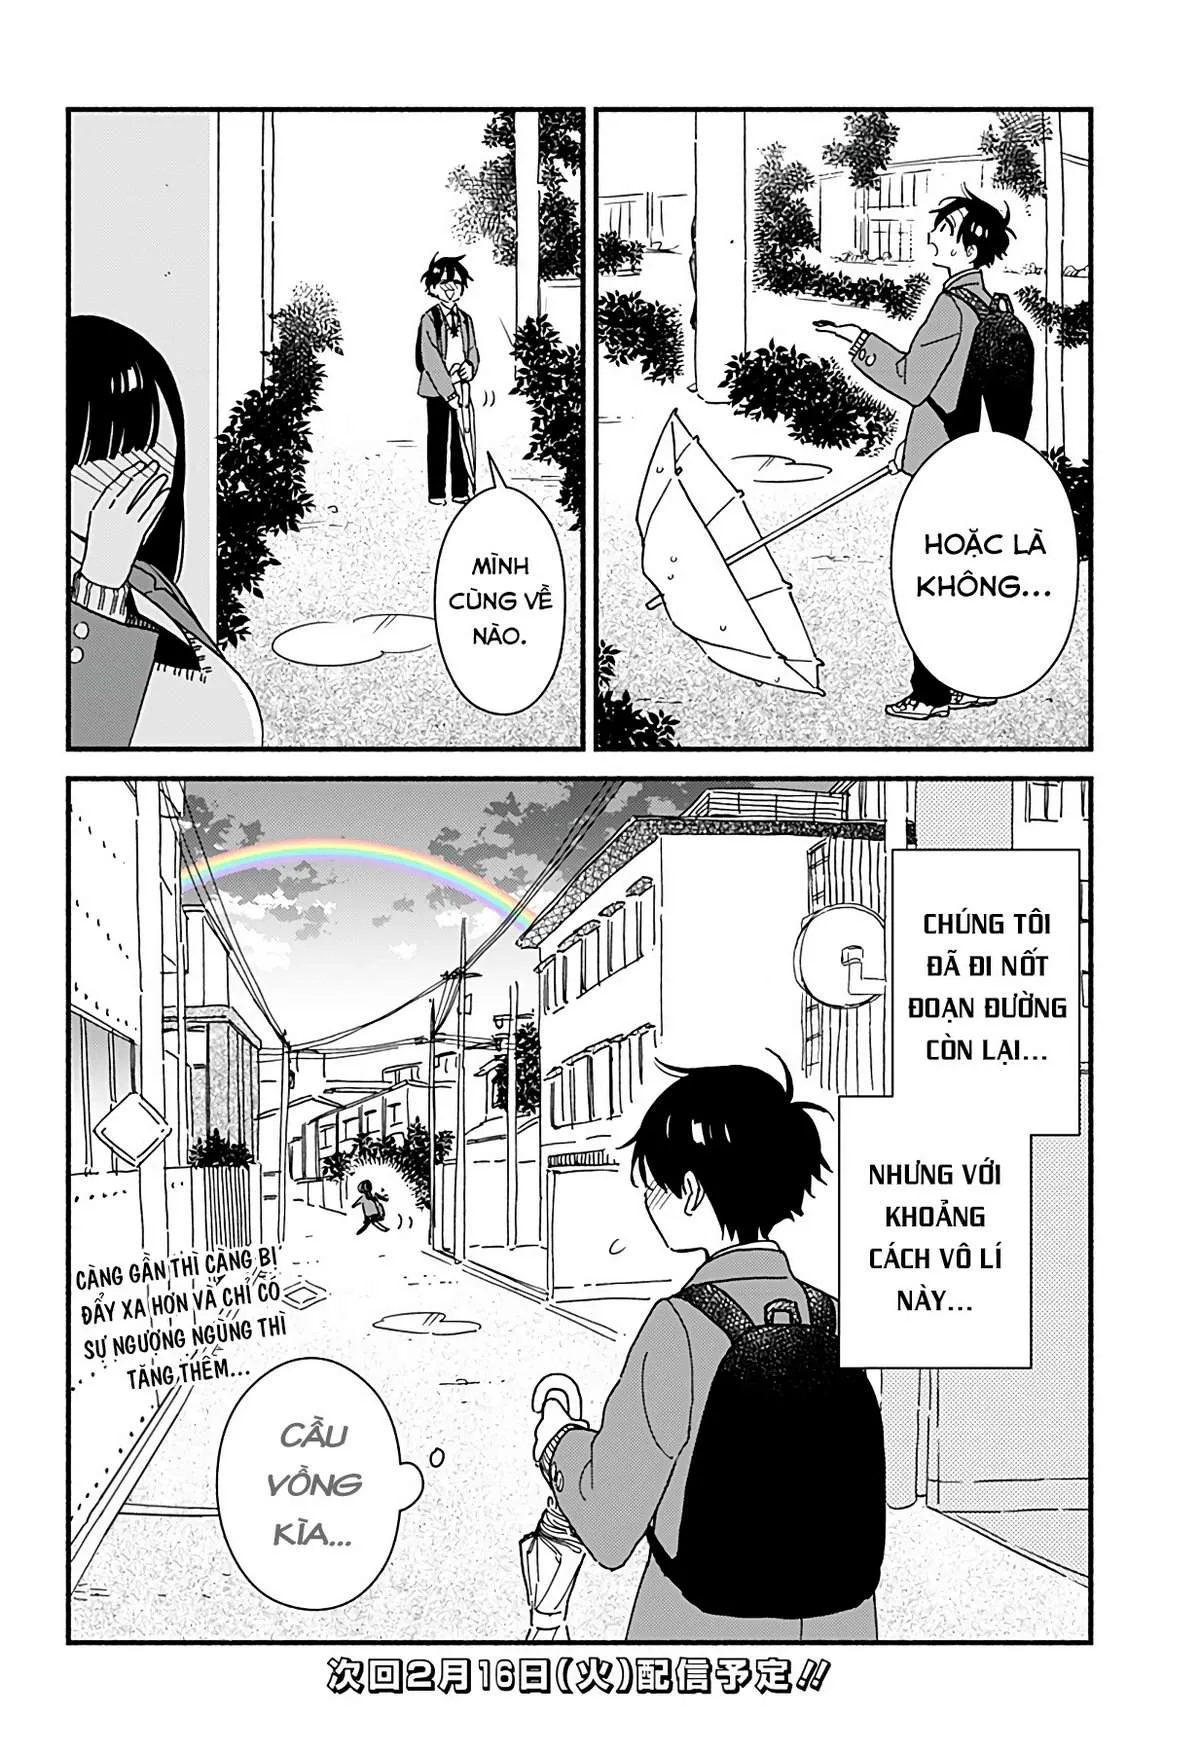 HOẶC LÀ
KHÔNG...
MÌNH
CÙNG VỀ
NÀO.
CHÚNG TÔI
ĐÃ ĐI NỐT
ĐOẠN ĐƯỜNG
CÒN LẠI...
NHƯNG VỚI
KHOẢNG
CÁCH VÔ LÍ
NÀY...
CÀNG GẦN THÌ CÀNG BỊ
ĐẨY XA HƠN VÀ CHỈ CÓ
SỰ NGƯỢNG NGÙNG THÌ
TĂNG THÊM...
CẦU
VỒNG
KÌA...
次回2月16日(火)配信予定!!